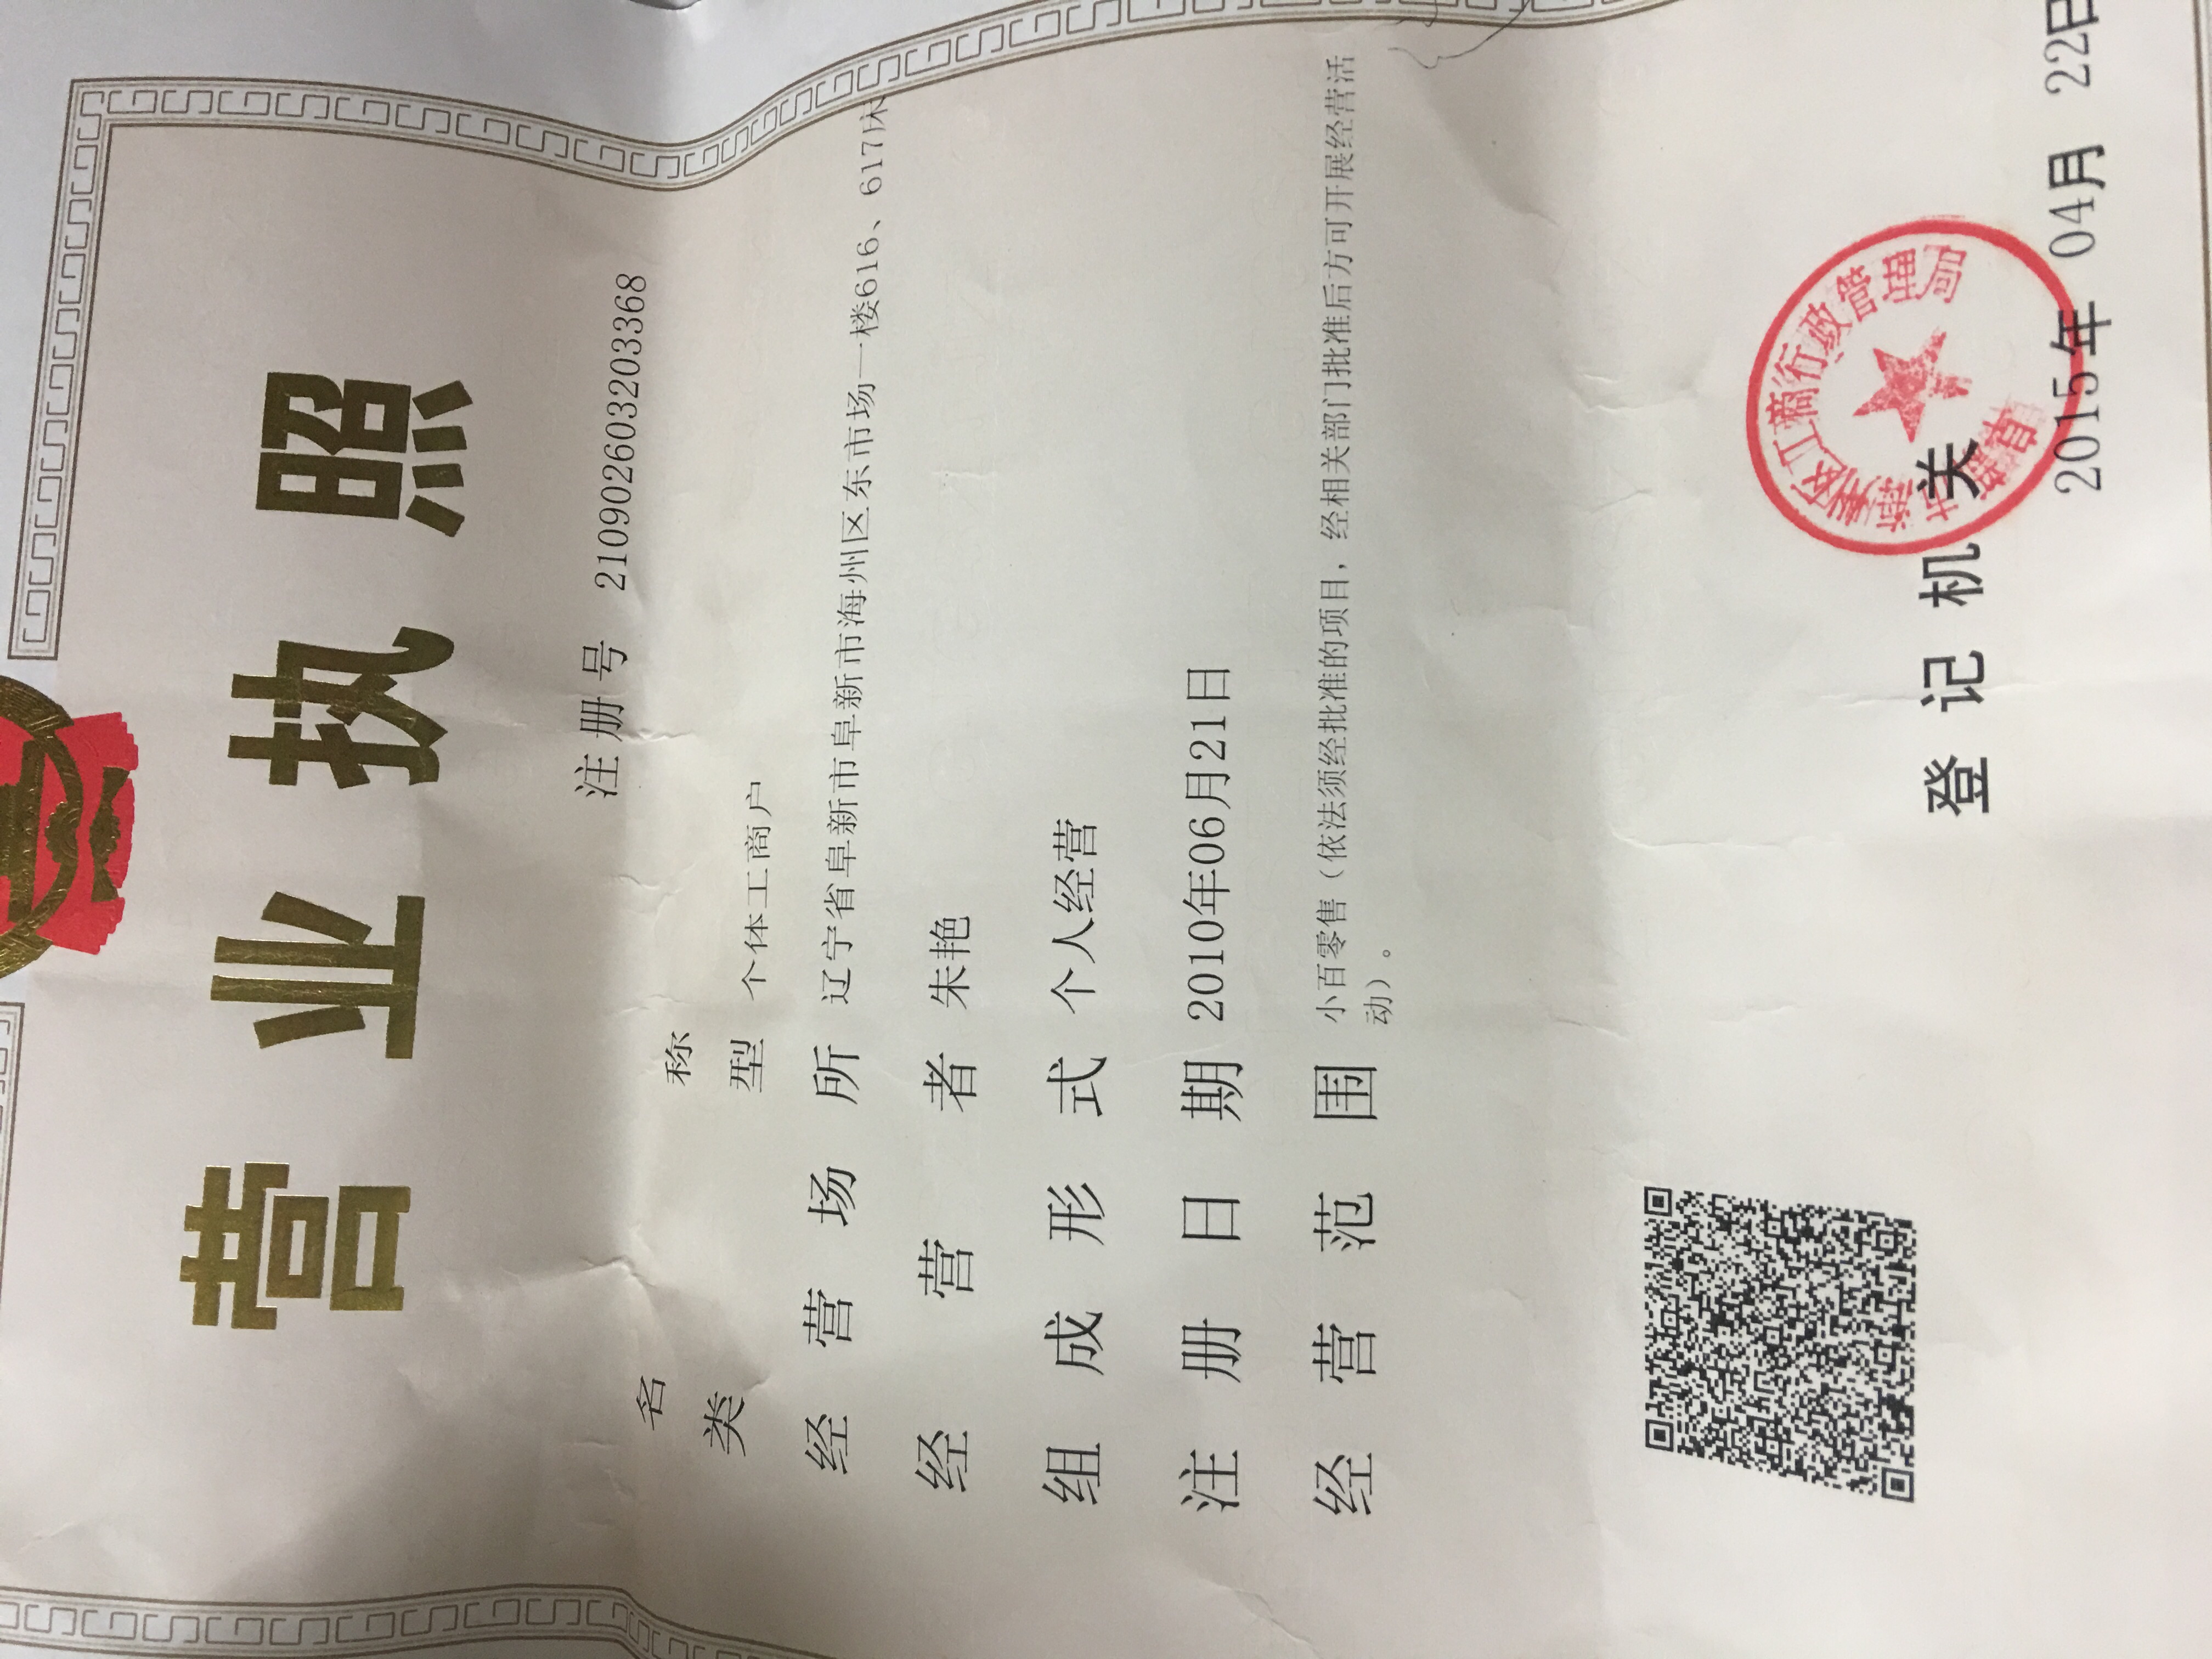 营业执照
注册号 210902603203368
名称
类型 个体工商户
经营场所 辽宁省阜新市阜新市海州区东市场一楼616、617床
经营者 朱艳
组成形式 个人经营
注册日期 2010年06月21日
经营范围 小百零售（依法须经批准的项目，经相关部门批准后方可开展经营活
动）。
阜新市海州区工商行政管理局
登记机关
2015年 04月 22日